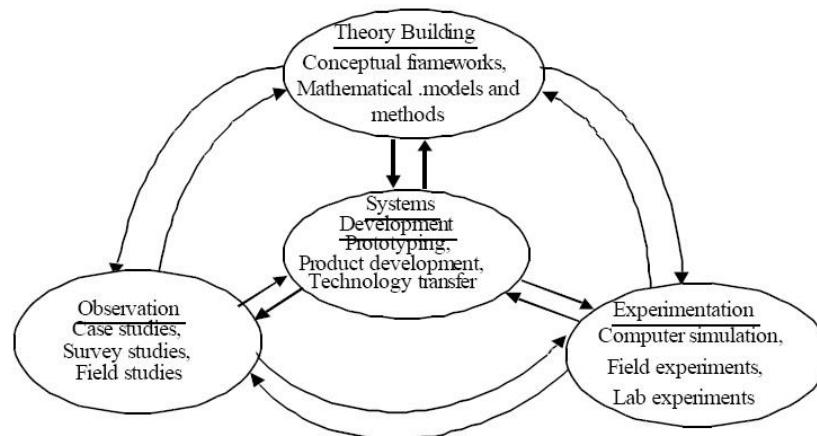 Theory Building
Conceptual frameworks,
Mathematical .models and
methods
Systems
Development
Prototyping,
Product development,
Technology transfer
Observation
Case studies,
Survey studies,
Field studies
Experimentation
Computer simulation,
Field experiments,
Lab experiments